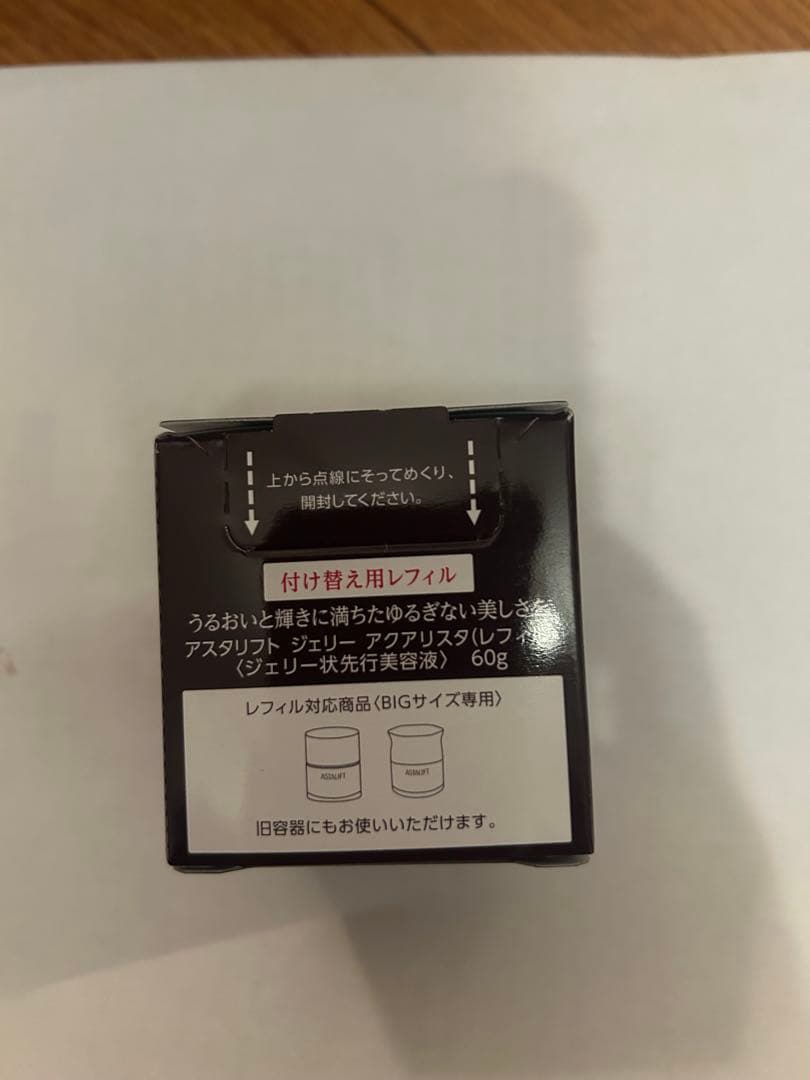 上から点線にそってめくり、
開封してください。
付け替え用レフィル
うるおいと輝きに満ちたゆるぎない美しさを
アスタリフト ジェリー アクアリスタ(レフィ
〈ジェリー状先行美容液〉 60g
レフィル対応商品〈BIGサイズ専用〉
ASTALIFT ASTALIFT
旧容器にもお使いいただけます。